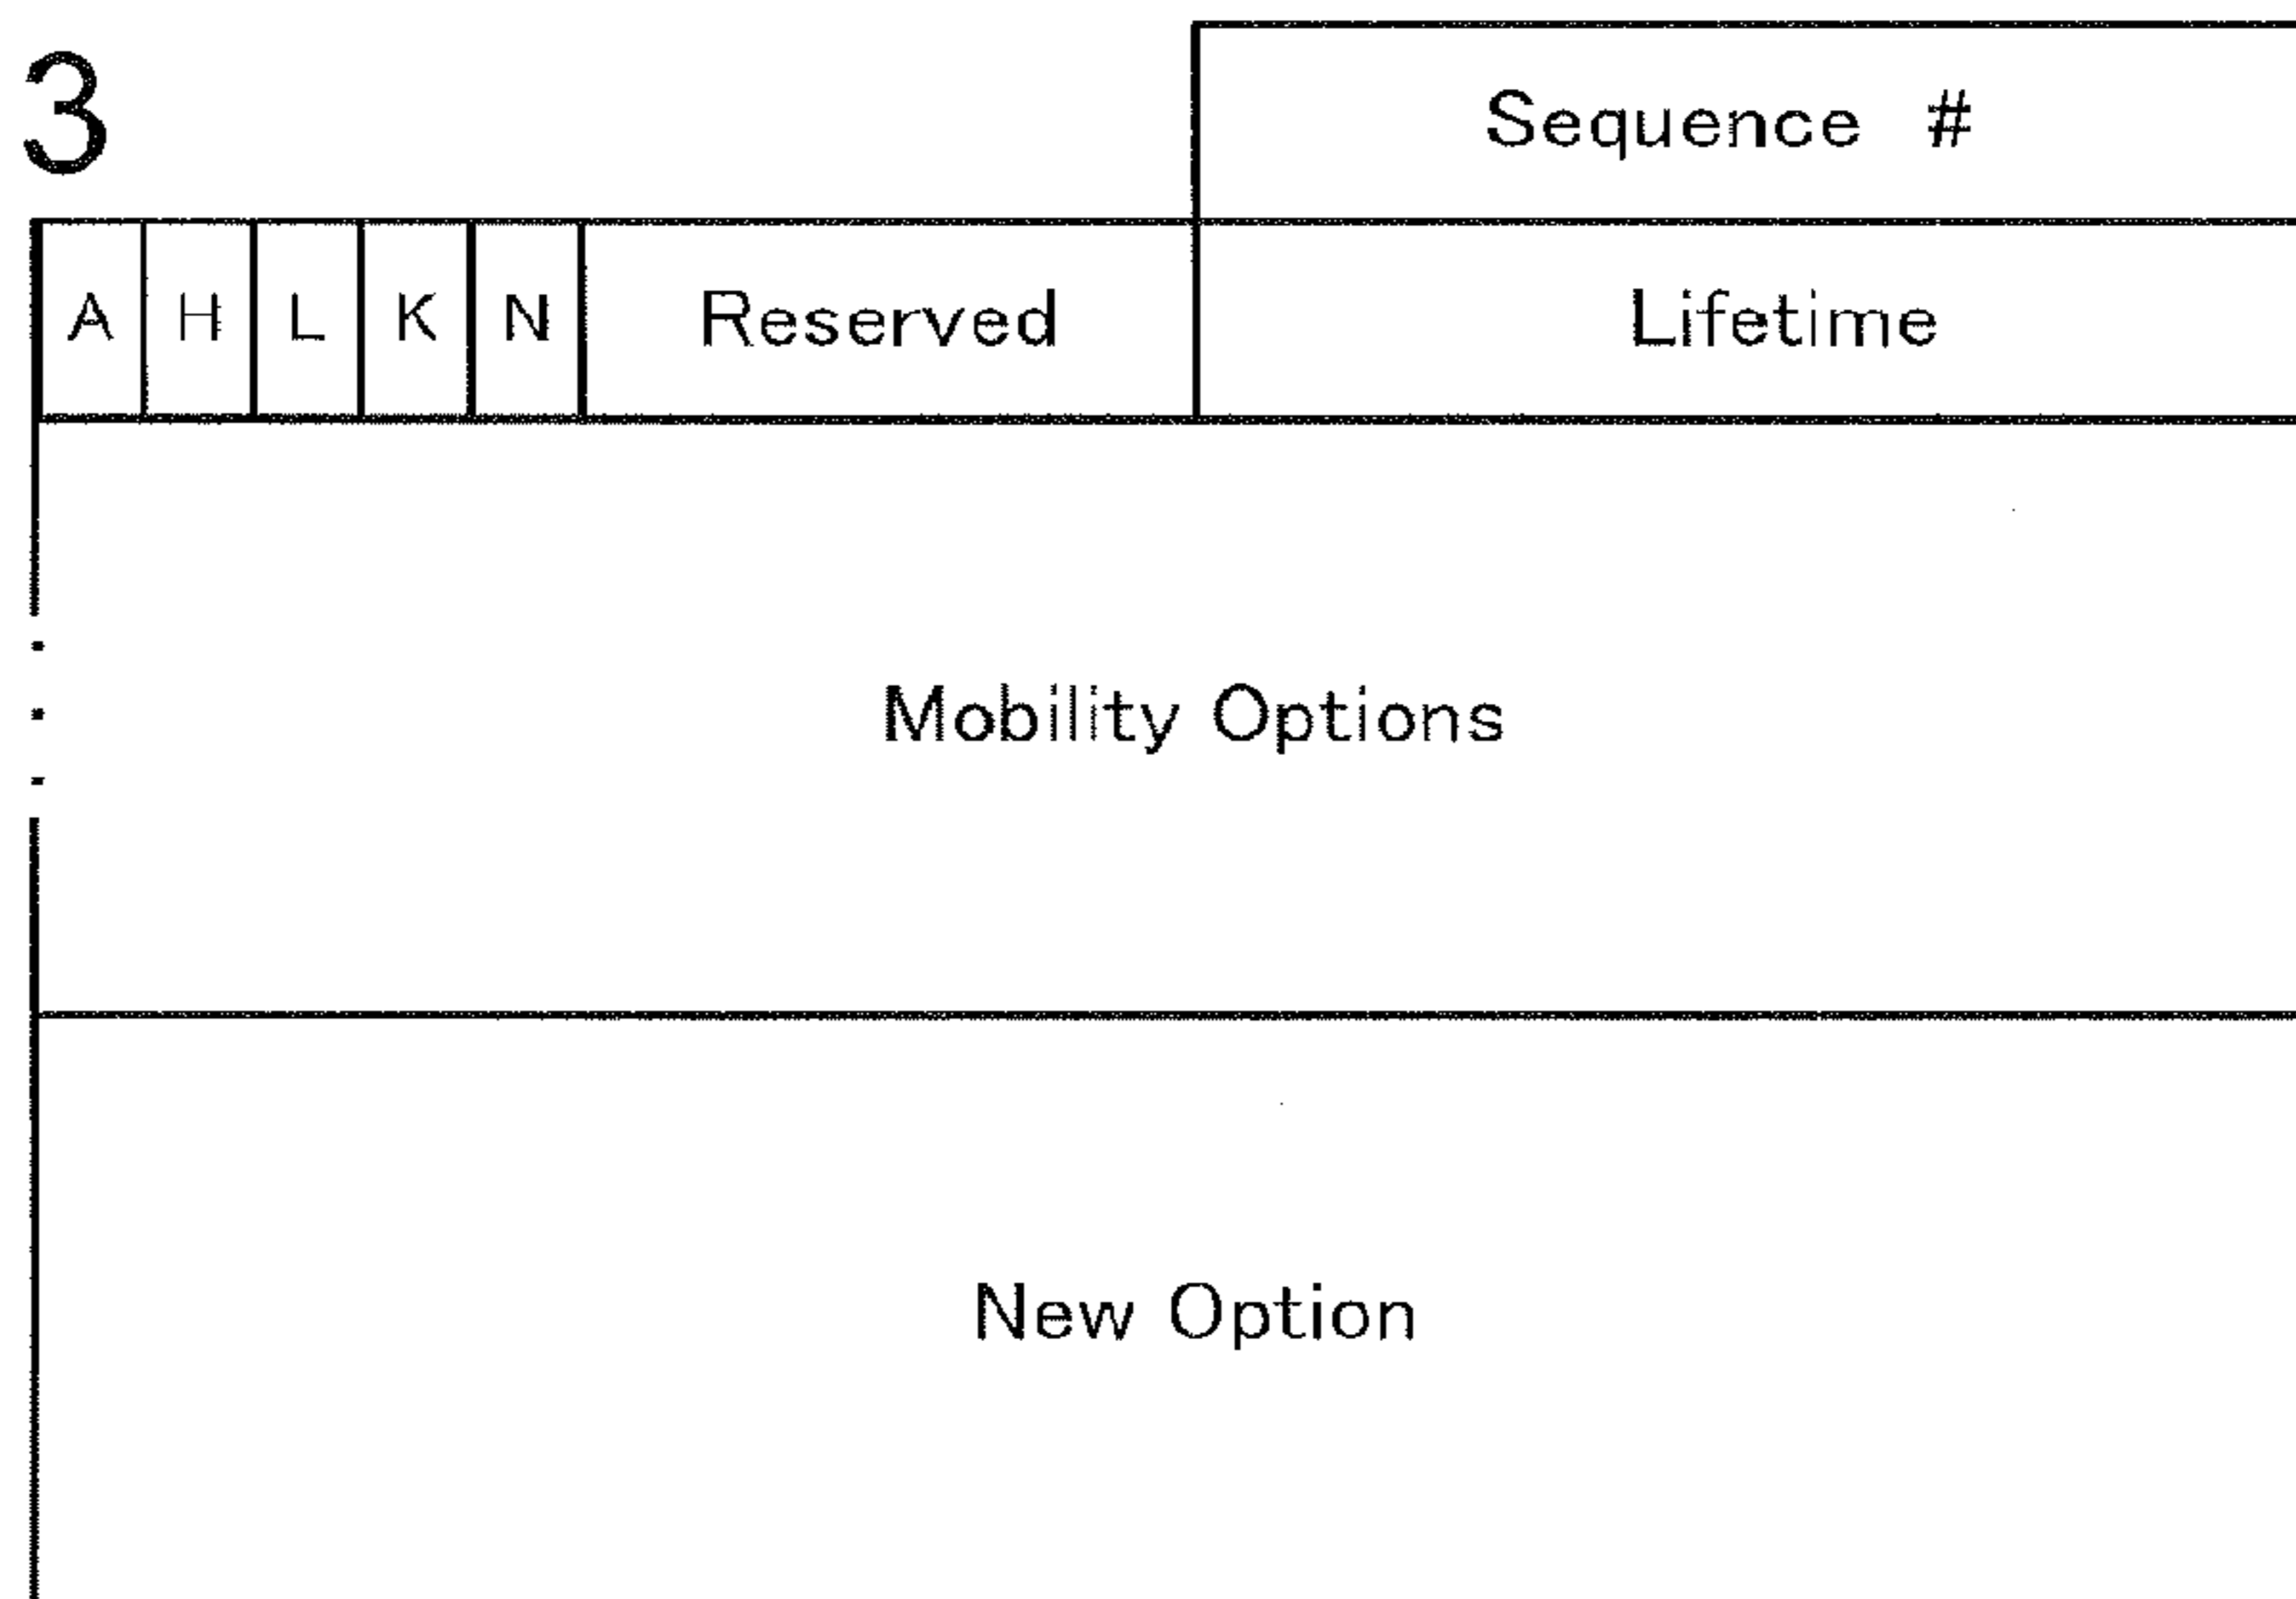 3
Sequence #
A H L K N Reserved Lifetime
Mobility Options
New Option